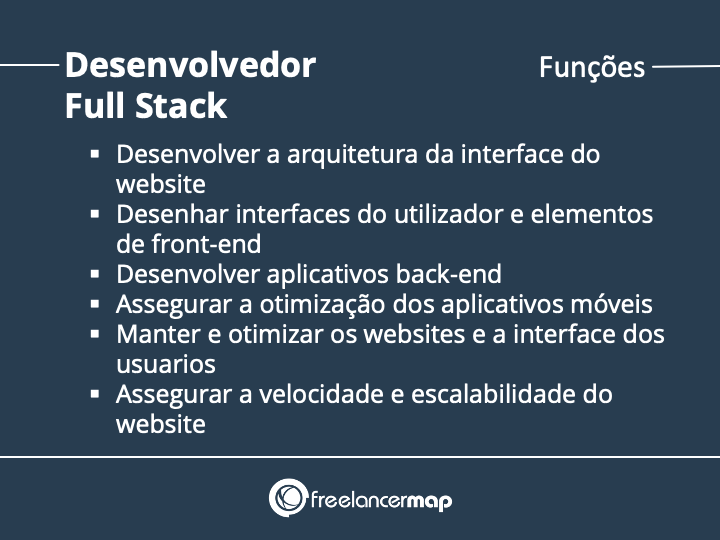 Desenvolvedor
Full Stack
Funções
▪ Desenvolver a arquitetura da interface do
website
▪ Desenhar interfaces do utilizador e elementos
de front-end
▪ Desenvolver aplicativos back-end
▪ Assegurar a otimização dos aplicativos móveis
▪ Manter e otimizar os websites e a interface dos
usuarios
▪ Assegurar a velocidade e escalabilidade do
website
freelancermap